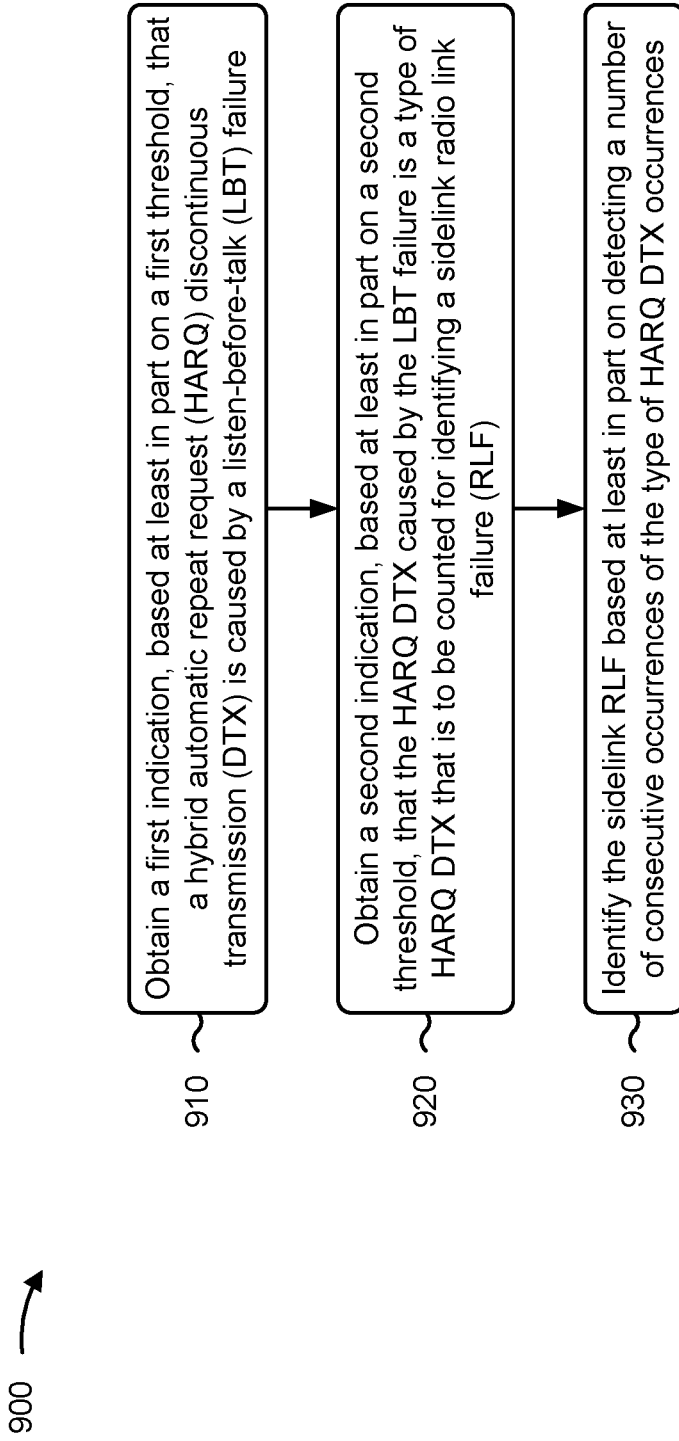 900
910
Obtain a first indication, based at least in part on a first threshold, that
a hybrid automatic repeat request (HARQ) discontinuous
transmission (DTX) is caused by a listen-before-talk (LBT) failure
920
Obtain a second indication, based at least in part on a second
threshold, that the HARQ DTX caused by the LBT failure is a type of
HARQ DTX that is to be counted for identifying a sidelink radio link
failure (RLF)
930
Identify the sidelink RLF based at least in part on detecting a number
of consecutive occurrences of the type of HARQ DTX occurrences